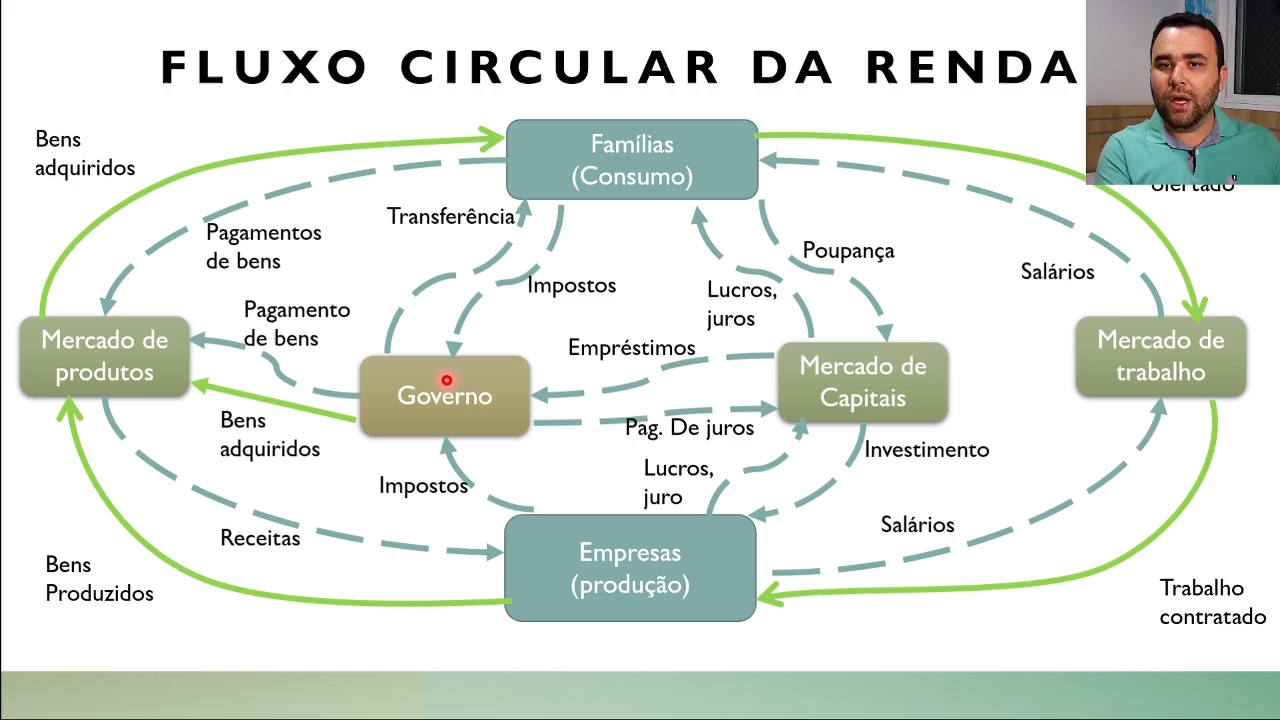 FLUXO CIRCULAR DA RENDA
Bens
adquiridos
Famílias
(Consumo)
ofertado
Transferência
Pagamentos
de bens
Impostos
Poupança
Lucros,
juros
Salários
Pagamento
de bens
Mercado de
produtos
Empréstimos
Governo
Mercado de
Capitais
Mercado de
trabalho
Bens
adquiridos
Pag. De juros
Investimento
Impostos
Lucros,
juro
Receitas
Salários
Empresas
(produção)
Bens
Produzidos
Trabalho
contratado